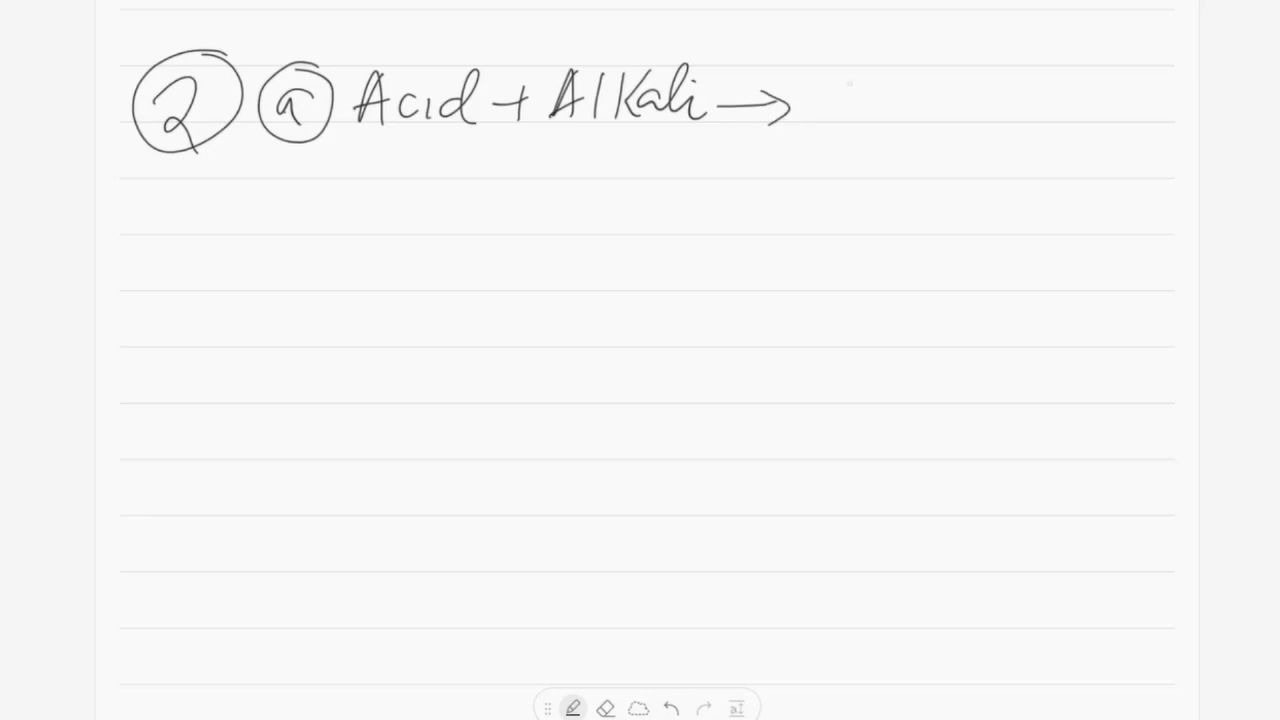 2 a Acid + Alkali →